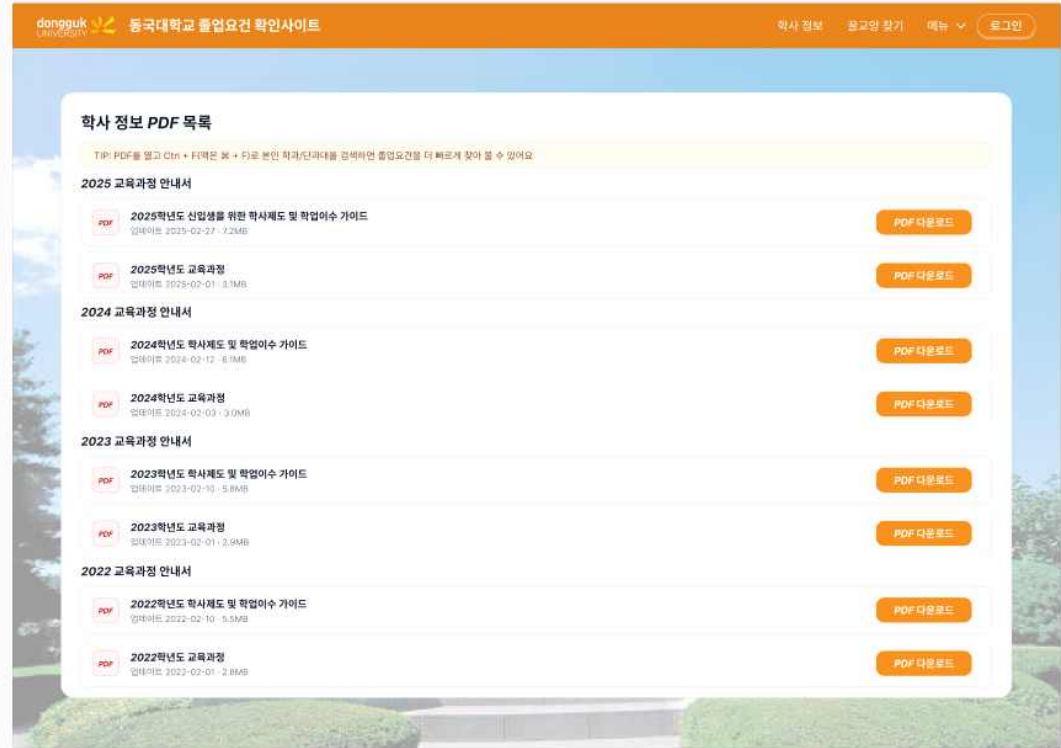 dongguk
UNIVERSITY
동국대학교 졸업요건 확인사이트
학사 정보
꿀교양 찾기
메뉴
로그인
학사 정보 PDF 목록
TIP: PDF를 열고 Ctrl + F(맥은 ⌘ + F)로 본인 학과/단과대를 검색하면 졸업요건을 더 빠르게 찾아 볼 수 있어요
2025 교육과정 안내서
PDF
2025학년도 신입생을 위한 학사제도 및 학업이수 가이드
업데이트 2025-02-27 · 7.2MB
PDF 다운로드
PDF
2025학년도 교육과정
업데이트 2025-02-01 · 3.1MB
PDF 다운로드
2024 교육과정 안내서
PDF
2024학년도 학사제도 및 학업이수 가이드
업데이트 2024-02-12 · 6.1MB
PDF 다운로드
PDF
2024학년도 교육과정
업데이트 2024-02-03 · 3.0MB
PDF 다운로드
2023 교육과정 안내서
PDF
2023학년도 학사제도 및 학업이수 가이드
업데이트 2023-02-10 · 5.8MB
PDF 다운로드
PDF
2023학년도 교육과정
업데이트 2023-02-01 · 2.9MB
PDF 다운로드
2022 교육과정 안내서
PDF
2022학년도 학사제도 및 학업이수 가이드
업데이트 2022-02-10 · 5.5MB
PDF 다운로드
PDF
2022학년도 교육과정
업데이트 2022-02-01 · 2.8MB
PDF 다운로드